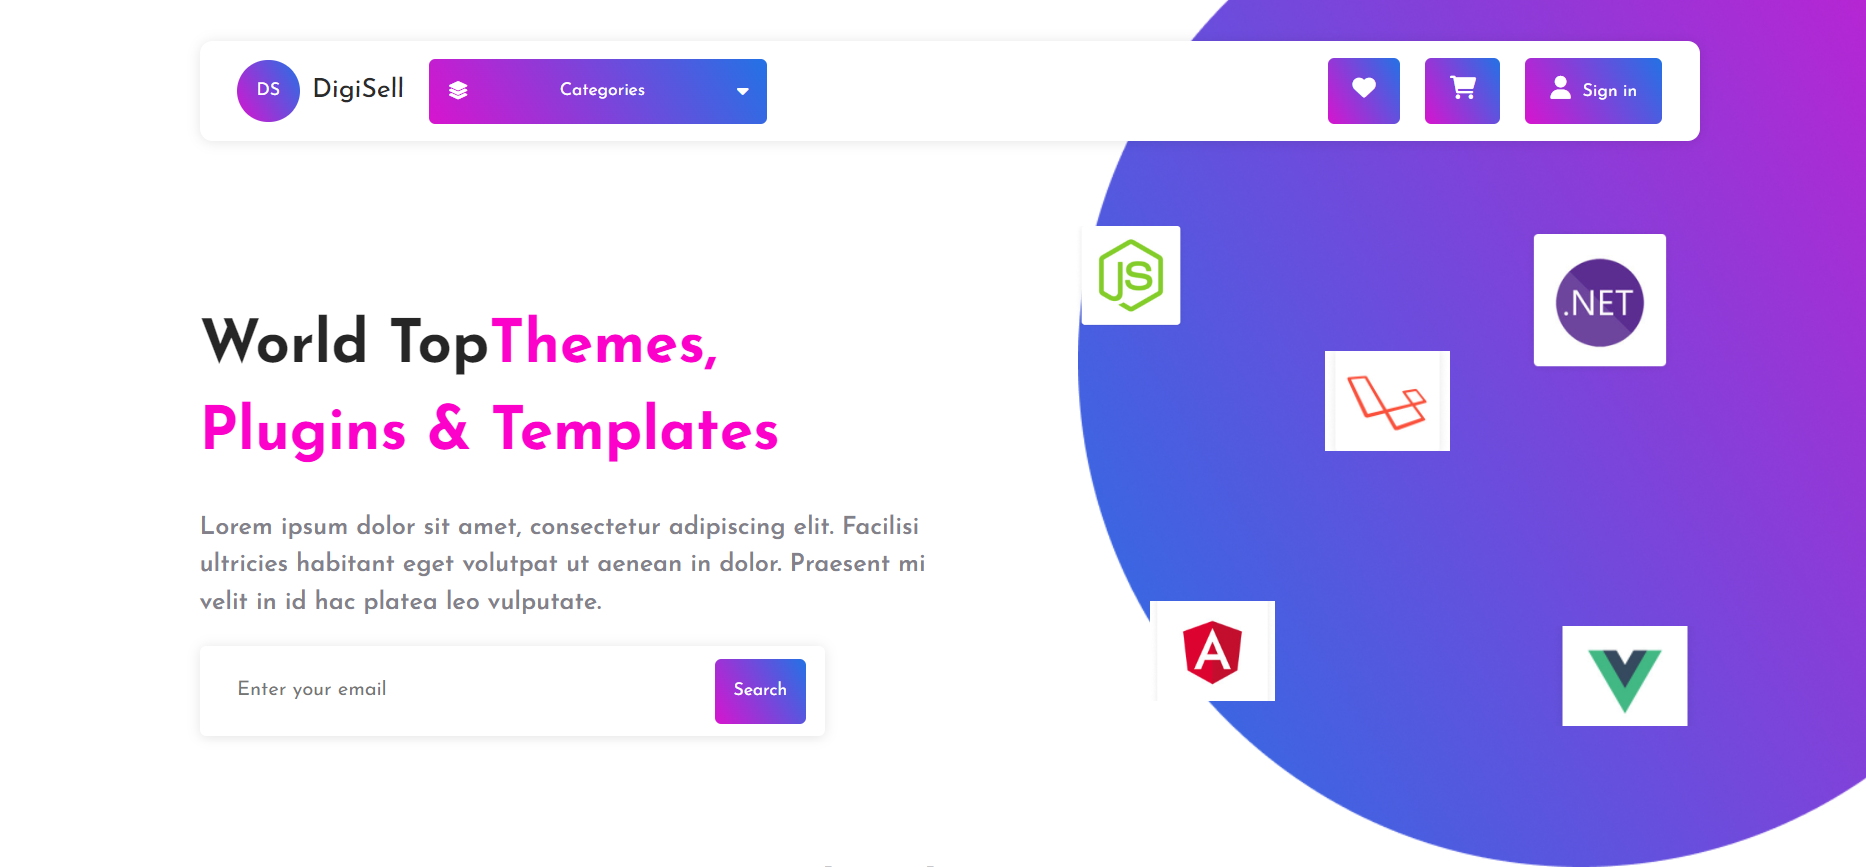 DS DigiSell Categories Sign in
JS
.NET
World TopThemes,
Plugins & Templates
Lorem ipsum dolor sit amet, consectetur adipiscing elit. Facilisi
ultricies habitant eget volutpat ut aenean in dolor. Praesent mi
velit in id hac platea leo vulputate.
A
Enter your email Search